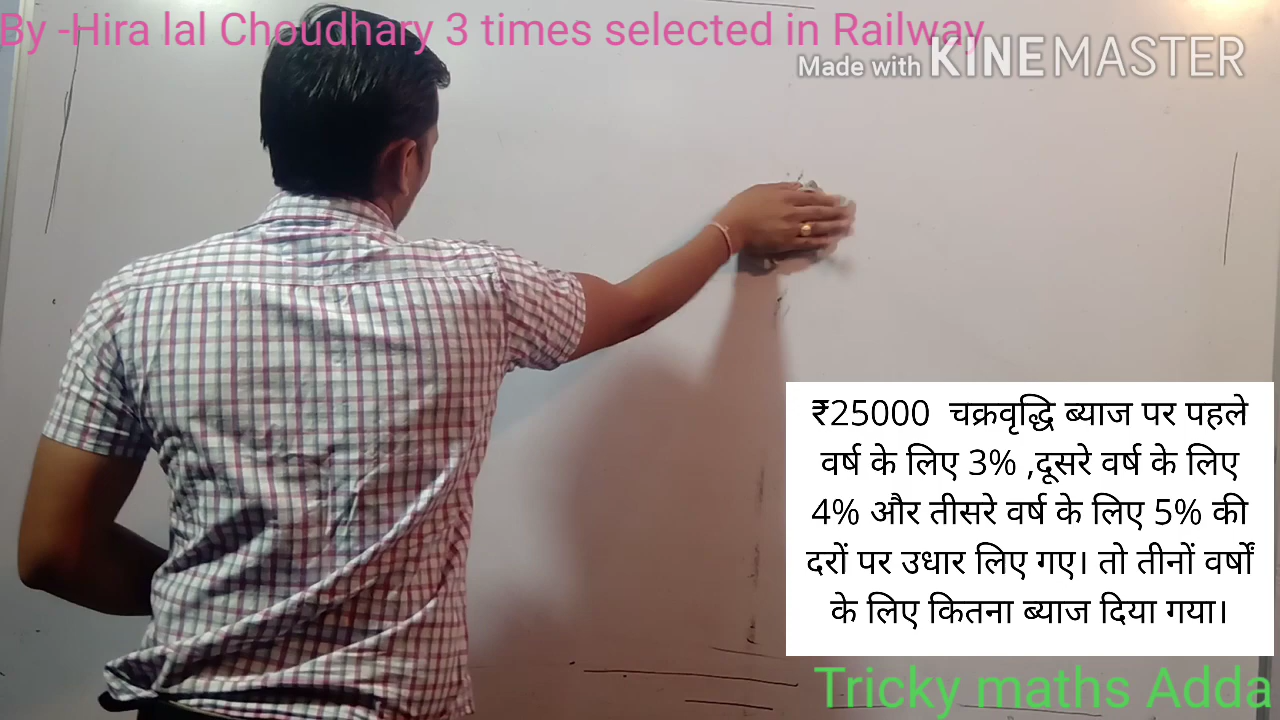 By -Hira lal Choudhary 3 times selected in Railway
Made with KINEMASTER
₹25000 चक्रवृद्धि ब्याज पर पहले
वर्ष के लिए 3% ,दूसरे वर्ष के लिए
4% और तीसरे वर्ष के लिए 5% की
दरों पर उधार लिए गए। तो तीनों वर्षों
के लिए कितना ब्याज दिया गया।
Tricky maths Adda